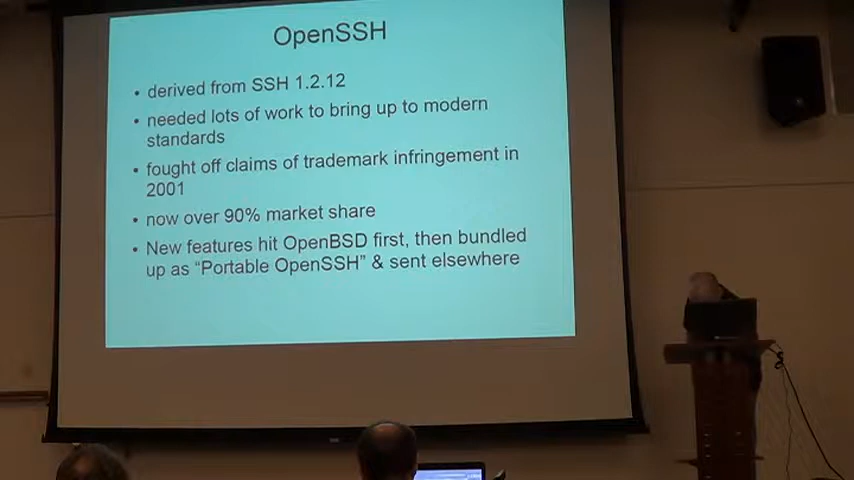 OpenSSH
• derived from SSH 1.2.12
• needed lots of work to bring up to modern
standards
• fought off claims of trademark infringement in
2001
• now over 90% market share
• New features hit OpenBSD first, then bundled
up as “Portable OpenSSH” & sent elsewhere